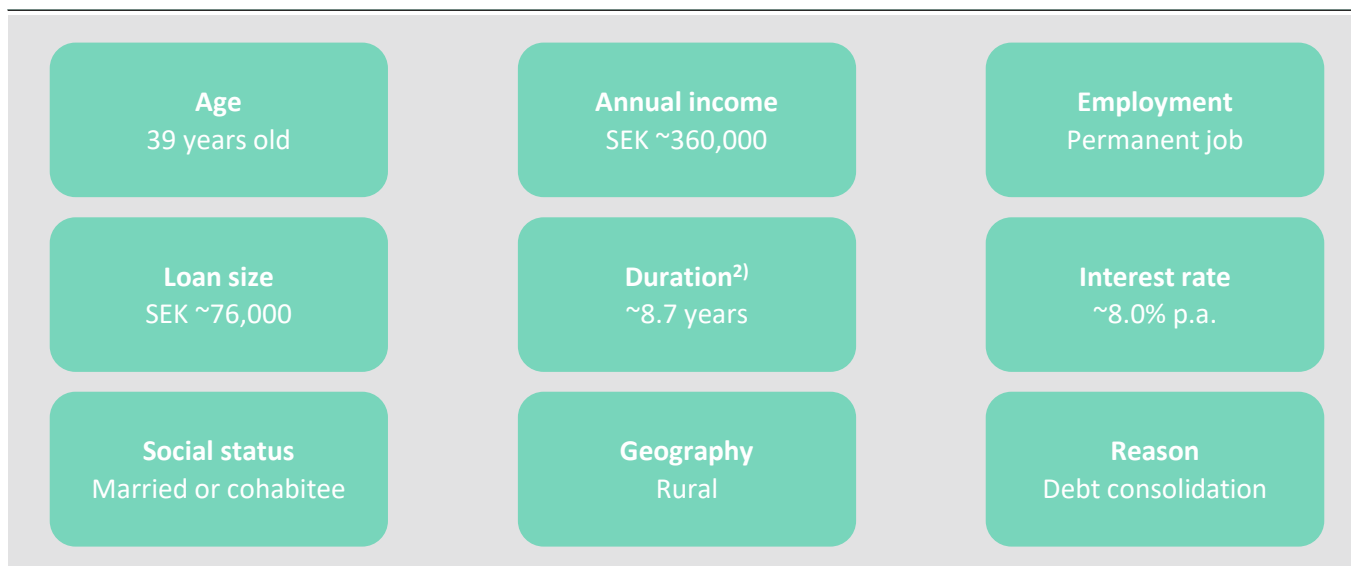 Age
39 years old
Annual income
SEK ~360,000
Employment
Permanent job
Loan size
SEK ~76,000
Duration2)
~8.7 years
Interest rate
~8.0% p.a.
Social status
Married or cohabitee
Geography
Rural
Reason
Debt consolidation